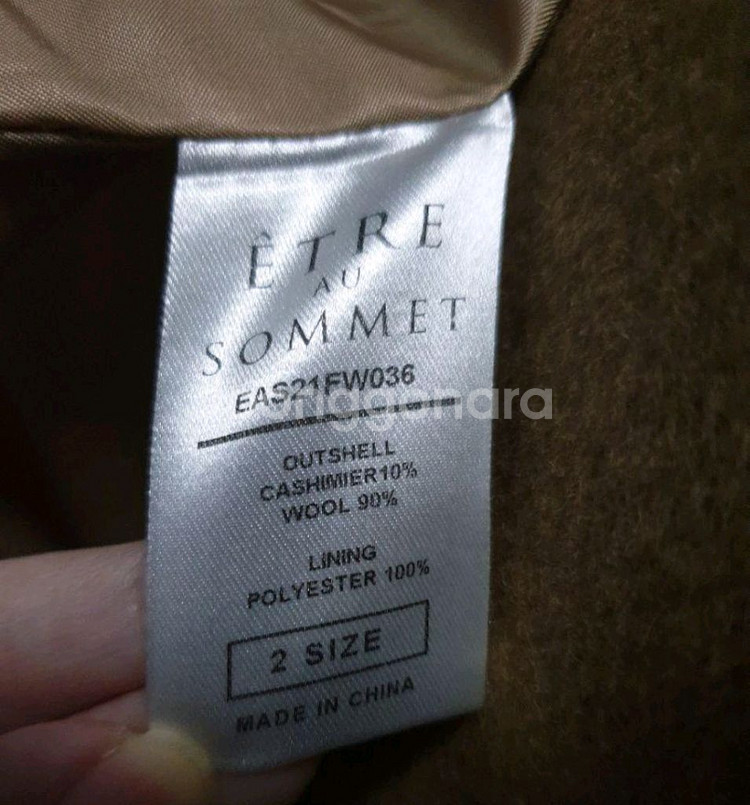 ÊTRE
AU
SOMMET
EAS21FW036
OUTSHELL
CASHIMIER10%
WOOL 90%
LINING
POLYESTER 100%
2 SIZE
MADE IN CHINA